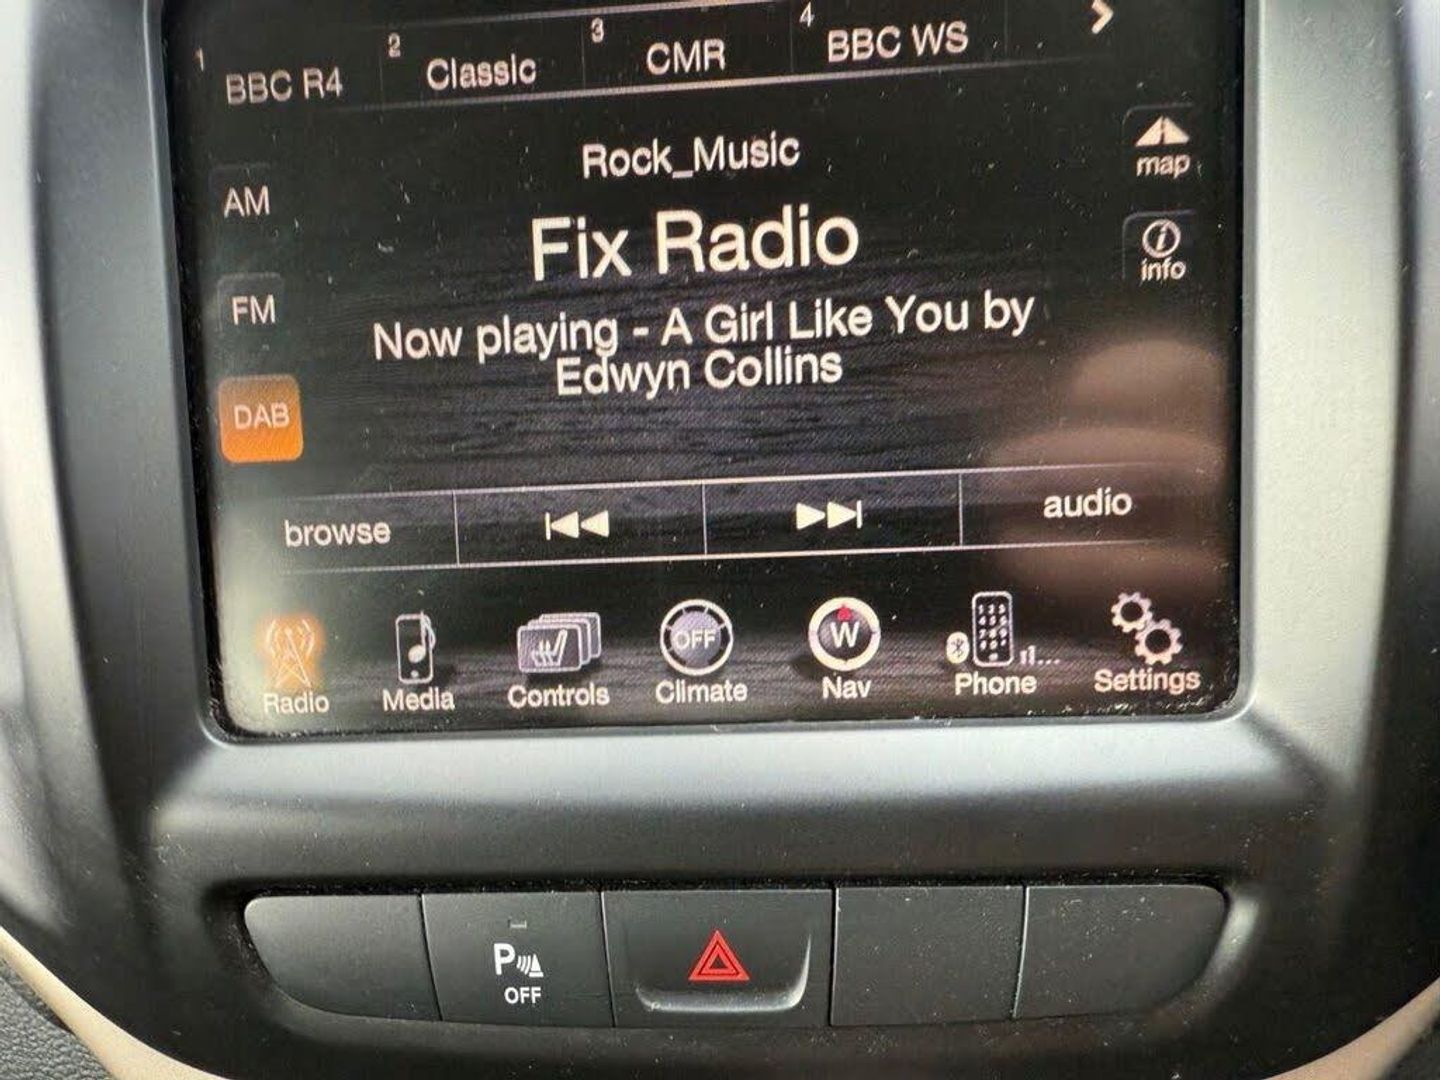 1 2 3 4
BBC R4 Classic CMR BBC WS
Rock_Music
map
AM
Fix Radio
info
FM
Now playing - A Girl Like You by
Edwyn Collins
DAB
browse audio
OFF W
Radio Media Controls Climate Nav Phone Settings
P
OFF